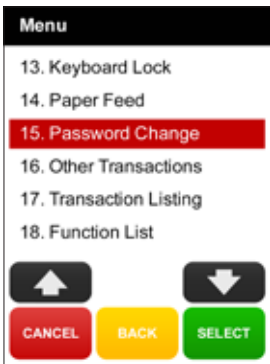 Menu
13. Keyboard Lock
14. Paper Feed
15. Password Change
16. Other Transactions
17. Transaction Listing
18. Function List
CANCEL BACK SELECT